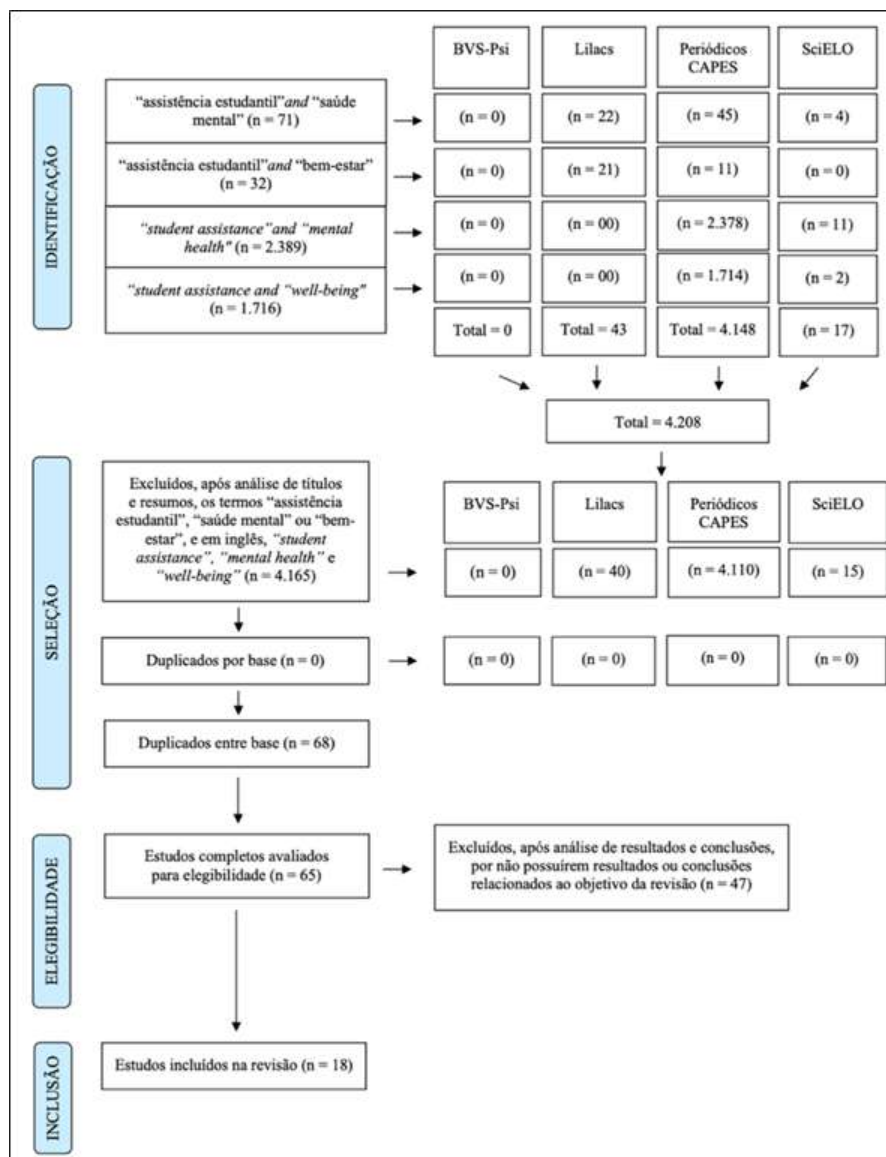 BVS-Psi
Lilacs
Periódicos
CAPES
SciELO
IDENTIFICAÇÃO
“assistência estudantil”and “saúde
mental” (n = 71)
(n = 0)
(n = 22)
(n = 45)
(n = 4)
“assistência estudantil”and “bem-estar”
(n = 32)
(n = 0)
(n = 21)
(n = 11)
(n = 0)
“student assistance”and “mental
health" (n = 2.389)
(n = 0)
(n = 00)
(n = 2.378)
(n = 11)
“student assistance and “well-being"
(n = 1.716)
(n = 0)
(n = 00)
(n = 1.714)
(n = 2)
Total = 0
Total = 43
Total = 4.148
(n = 17)
Total = 4.208
SELEÇÃO
Excluídos, após análise de títulos
e resumos, os termos “assistência
estudantil”, “saúde mental” ou “bem-
estar”, e em inglês, “student
assistance”, “mental health” e
“well-being” (n = 4.165)
BVS-Psi
Lilacs
Periódicos
CAPES
SciELO
(n = 0)
(n = 40)
(n = 4.110)
(n = 15)
Duplicados por base (n = 0)
(n = 0)
(n = 0)
(n = 0)
(n = 0)
Duplicados entre base (n = 68)
ELEGIBILIDADE
Estudos completos avaliados
para elegibilidade (n = 65)
Excluídos, após análise de resultados e conclusões,
por não possuírem resultados ou conclusões
relacionados ao objetivo da revisão (n = 47)
INCLUSÃO
Estudos incluídos na revisão (n = 18)